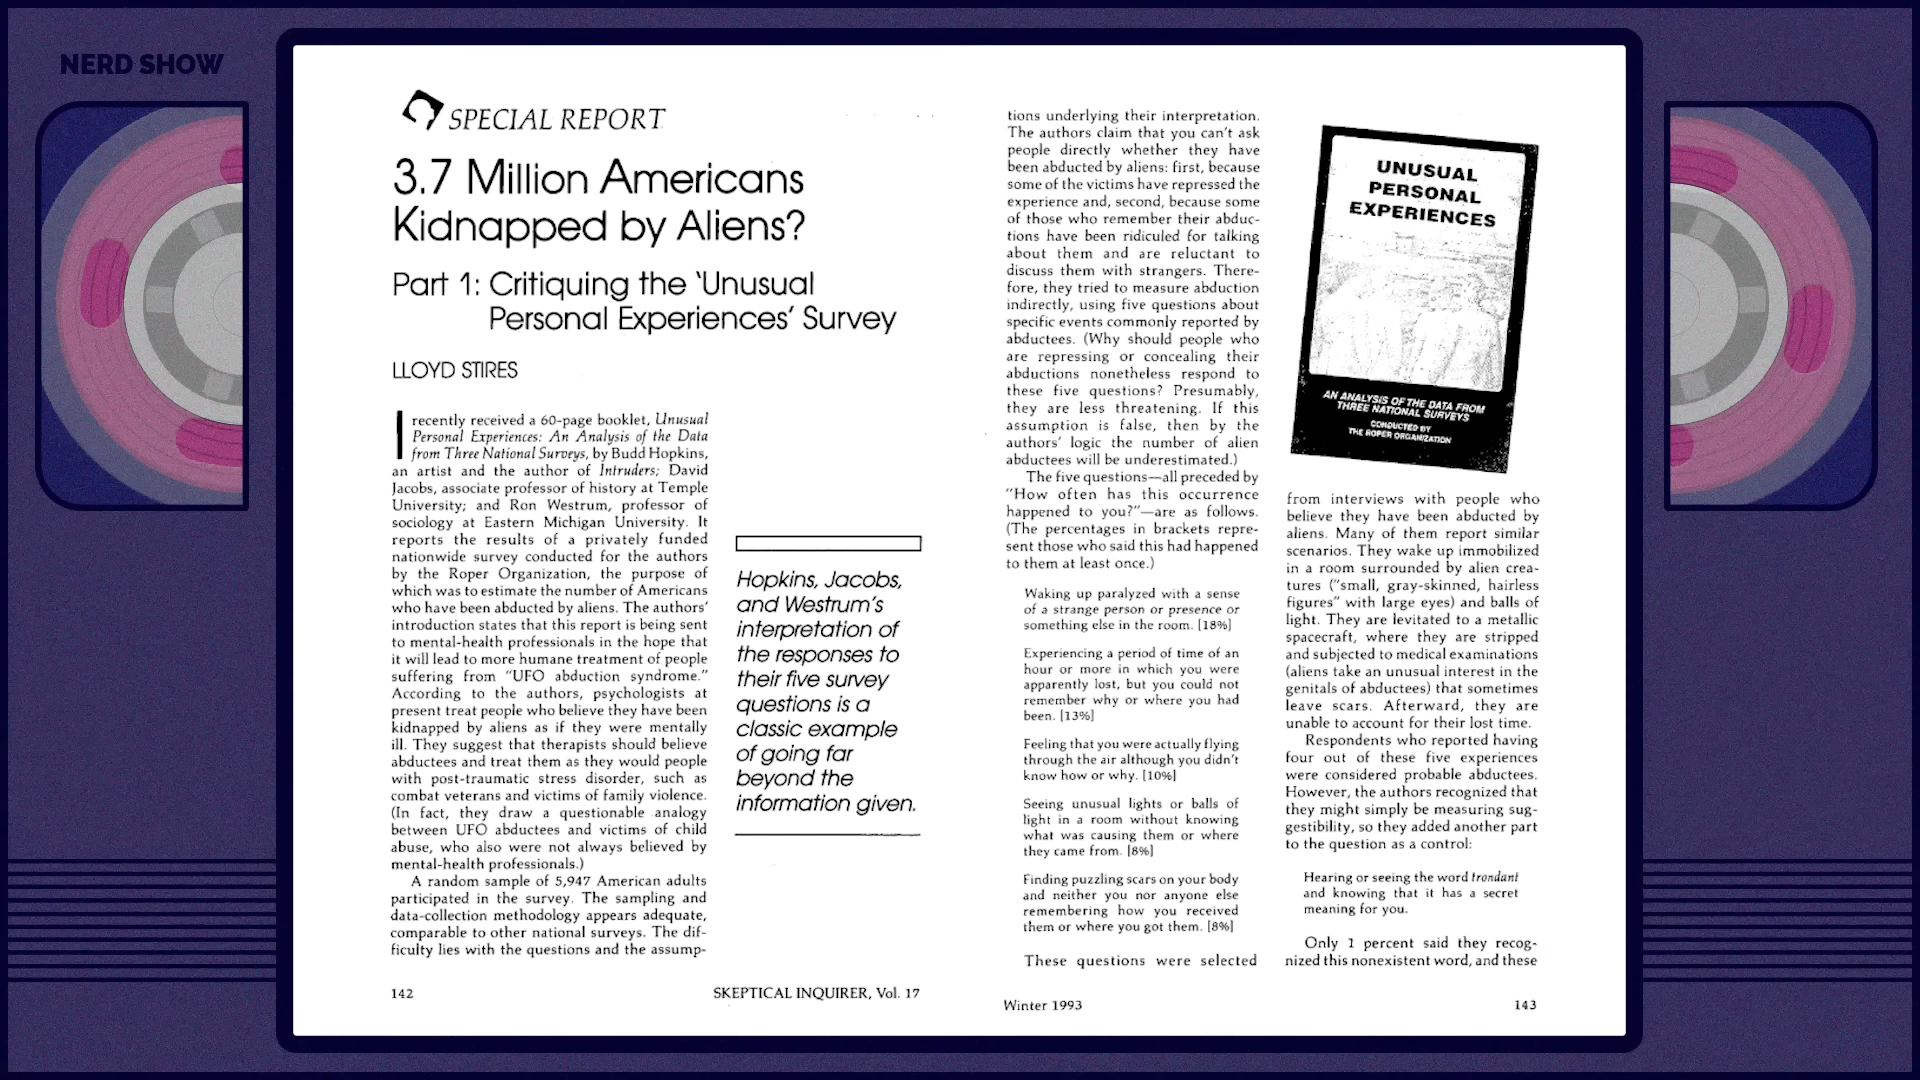 NERD SHOW
SPECIAL REPORT
3.7 Million Americans
Kidnapped by Aliens?
Part 1: Critiquing the ‘Unusual
Personal Experiences’ Survey
LLOYD STIRES
I recently received a 60-page booklet, Unusual
Personal Experiences: An Analysis of the Data
from Three National Surveys, by Budd Hopkins,
an artist and the author of Intruders; David
Jacobs, associate professor of history at Temple
University; and Ron Westrum, professor of
sociology at Eastern Michigan University. It
reports the results of a privately funded
nationwide survey conducted for the authors
by the Roper Organization, the purpose of
which was to estimate the number of Americans
who have been abducted by aliens. The authors’
introduction states that this report is being sent
to mental-health professionals in the hope that
it will lead to more humane treatment of people
suffering from “UFO abduction syndrome.”
According to the authors, psychologists at
present treat people who believe they have been
kidnapped by aliens as if they were mentally
ill. They suggest that therapists should believe
abductees and treat them as they would people
with post-traumatic stress disorder, such as
combat veterans and victims of family violence.
(In fact, they draw a questionable analogy
between UFO abductees and victims of child
abuse, who also were not always believed by
mental-health professionals.)
A random sample of 5,947 American adults
participated in the survey. The sampling and
data-collection methodology appears adequate,
comparable to other national surveys. The dif-
ficulty lies with the questions and the assump-
Hopkins, Jacobs,
and Westrum’s
interpretation of
the responses to
their five survey
questions is a
classic example
of going far
beyond the
information given.
142
SKEPTICAL INQUIRER, Vol. 17
tions underlying their interpretation.
The authors claim that you can’t ask
people directly whether they have
been abducted by aliens: first, because
some of the victims have repressed the
experience and, second, because some
of those who remember their abduc-
tions have been ridiculed for talking
about them and are reluctant to
discuss them with strangers. There-
fore, they tried to measure abduction
indirectly, using five questions about
specific events commonly reported by
abductees. (Why should people who
are repressing or concealing their
abductions nonetheless respond to
these five questions? Presumably,
they are less threatening. If this
assumption is false, then by the
authors’ logic the number of alien
abductees will be underestimated.)
The five questions—all preceded by
“How often has this occurrence
happened to you?”—are as follows.
(The percentages in brackets repre-
sent those who said this had happened
to them at least once.)
Waking up paralyzed with a sense
of a strange person or presence or
something else in the room. [18%]
Experiencing a period of time of an
hour or more in which you were
apparently lost, but you could not
remember why or where you had
been. [13%]
Feeling that you were actually flying
through the air although you didn’t
know how or why. [10%]
Seeing unusual lights or balls of
light in a room without knowing
what was causing them or where
they came from. [8%]
Finding puzzling scars on your body
and neither you nor anyone else
remembering how you received
them or where you got them. [8%]
These questions were selected
UNUSUAL
PERSONAL
EXPERIENCES
AN ANALYSIS OF THE DATA FROM
THREE NATIONAL SURVEYS
CONDUCTED BY
THE ROPER ORGANIZATION
from interviews with people who
believe they have been abducted by
aliens. Many of them report similar
scenarios. They wake up immobilized
in a room surrounded by alien crea-
tures (“small, gray-skinned, hairless
figures” with large eyes) and balls of
light. They are levitated to a metallic
spacecraft, where they are stripped
and subjected to medical examinations
(aliens take an unusual interest in the
genitals of abductees) that sometimes
leave scars. Afterward, they are
unable to account for their lost time.
Respondents who reported having
four out of these five experiences
were considered probable abductees.
However, the authors recognized that
they might simply be measuring sug-
gestibility, so they added another part
to the question as a control:
Hearing or seeing the word trondant
and knowing that it has a secret
meaning for you.
Only 1 percent said they recog-
nized this nonexistent word, and these
Winter 1993
143